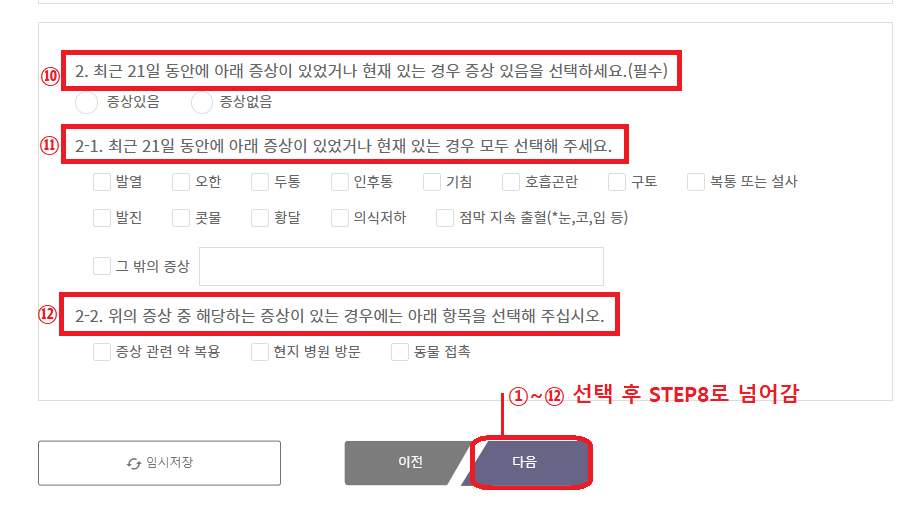 ⑩ 2. 최근 21일 동안에 아래 증상이 있었거나 현재 있는 경우 증상 있음을 선택하세요.(필수)
증상있음 증상없음
⑪ 2-1. 최근 21일 동안에 아래 증상이 있었거나 현재 있는 경우 모두 선택해 주세요.
발열 오한 두통 인후통 기침 호흡곤란 구토 복통 또는 설사
발진 콧물 황달 의식저하 점막 지속 출혈(*눈,코,입 등)
그 밖의 증상
⑫ 2-2. 위의 증상 중 해당하는 증상이 있는 경우에는 아래 항목을 선택해 주십시오.
증상 관련 약 복용 현지 병원 방문 동물 접촉
①~⑫ 선택 후 STEP8로 넘어감
임시저장 이전 다음